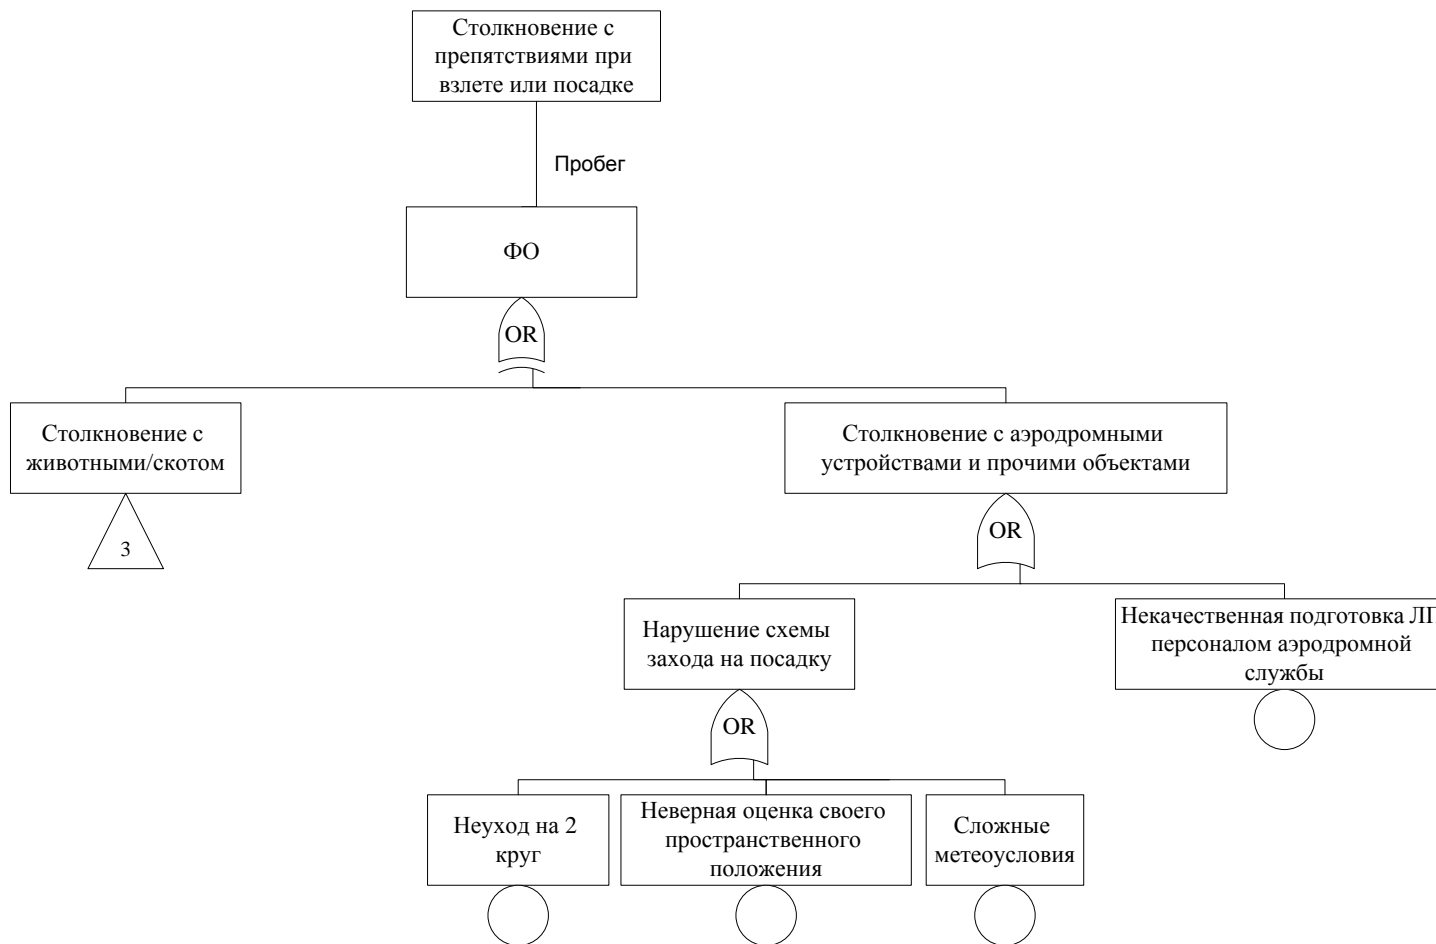 Столкновение с
препятствиями при
взлете или посадке
Пробег
ФО
OR
Столкновение с
животными/скотом
3
Столкновение с аэродромными
устройствами и прочими объектами
OR
Нарушение схемы
захода на посадку
OR
Некачественная подготовка
персоналом аэродромной
службы
Неуход на 2
круг
Неверная оценка своего
пространственного
положения
Сложные
метеоусловия